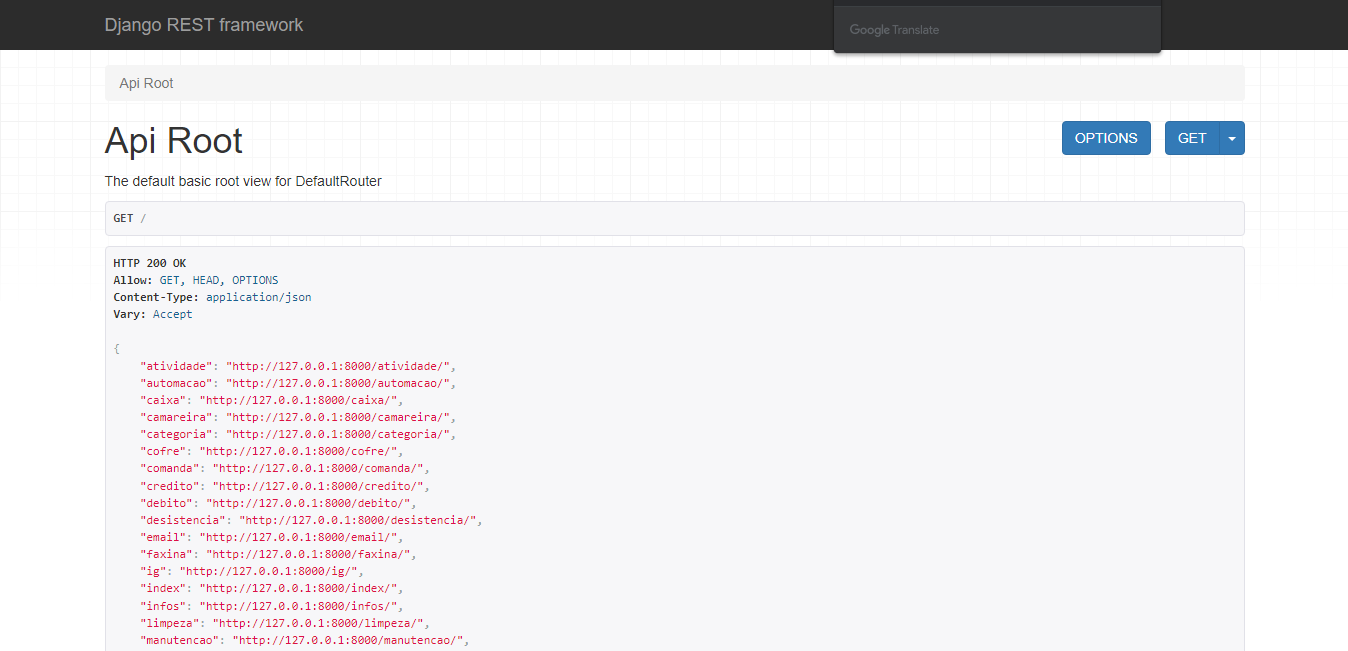 Django REST framework
Google Translate
Api Root
Api Root
OPTIONS
GET
The default basic root view for DefaultRouter
GET /
HTTP 200 OK
Allow: GET, HEAD, OPTIONS
Content-Type: application/json
Vary: Accept
{
"atividade": "http://127.0.0.1:8000/atividade/",
"automacao": "http://127.0.0.1:8000/automacao/",
"caixa": "http://127.0.0.1:8000/caixa/",
"camareira": "http://127.0.0.1:8000/camareira/",
"categoria": "http://127.0.0.1:8000/categoria/",
"cofre": "http://127.0.0.1:8000/cofre/",
"comanda": "http://127.0.0.1:8000/comanda/",
"credito": "http://127.0.0.1:8000/credito/",
"debito": "http://127.0.0.1:8000/debito/",
"desistencia": "http://127.0.0.1:8000/desistencia/",
"email": "http://127.0.0.1:8000/email/",
"faxina": "http://127.0.0.1:8000/faxina/",
"ig": "http://127.0.0.1:8000/ig/",
"index": "http://127.0.0.1:8000/index/",
"infos": "http://127.0.0.1:8000/infos/",
"limpeza": "http://127.0.0.1:8000/limpeza/",
"manutencao": "http://127.0.0.1:8000/manutencao/",